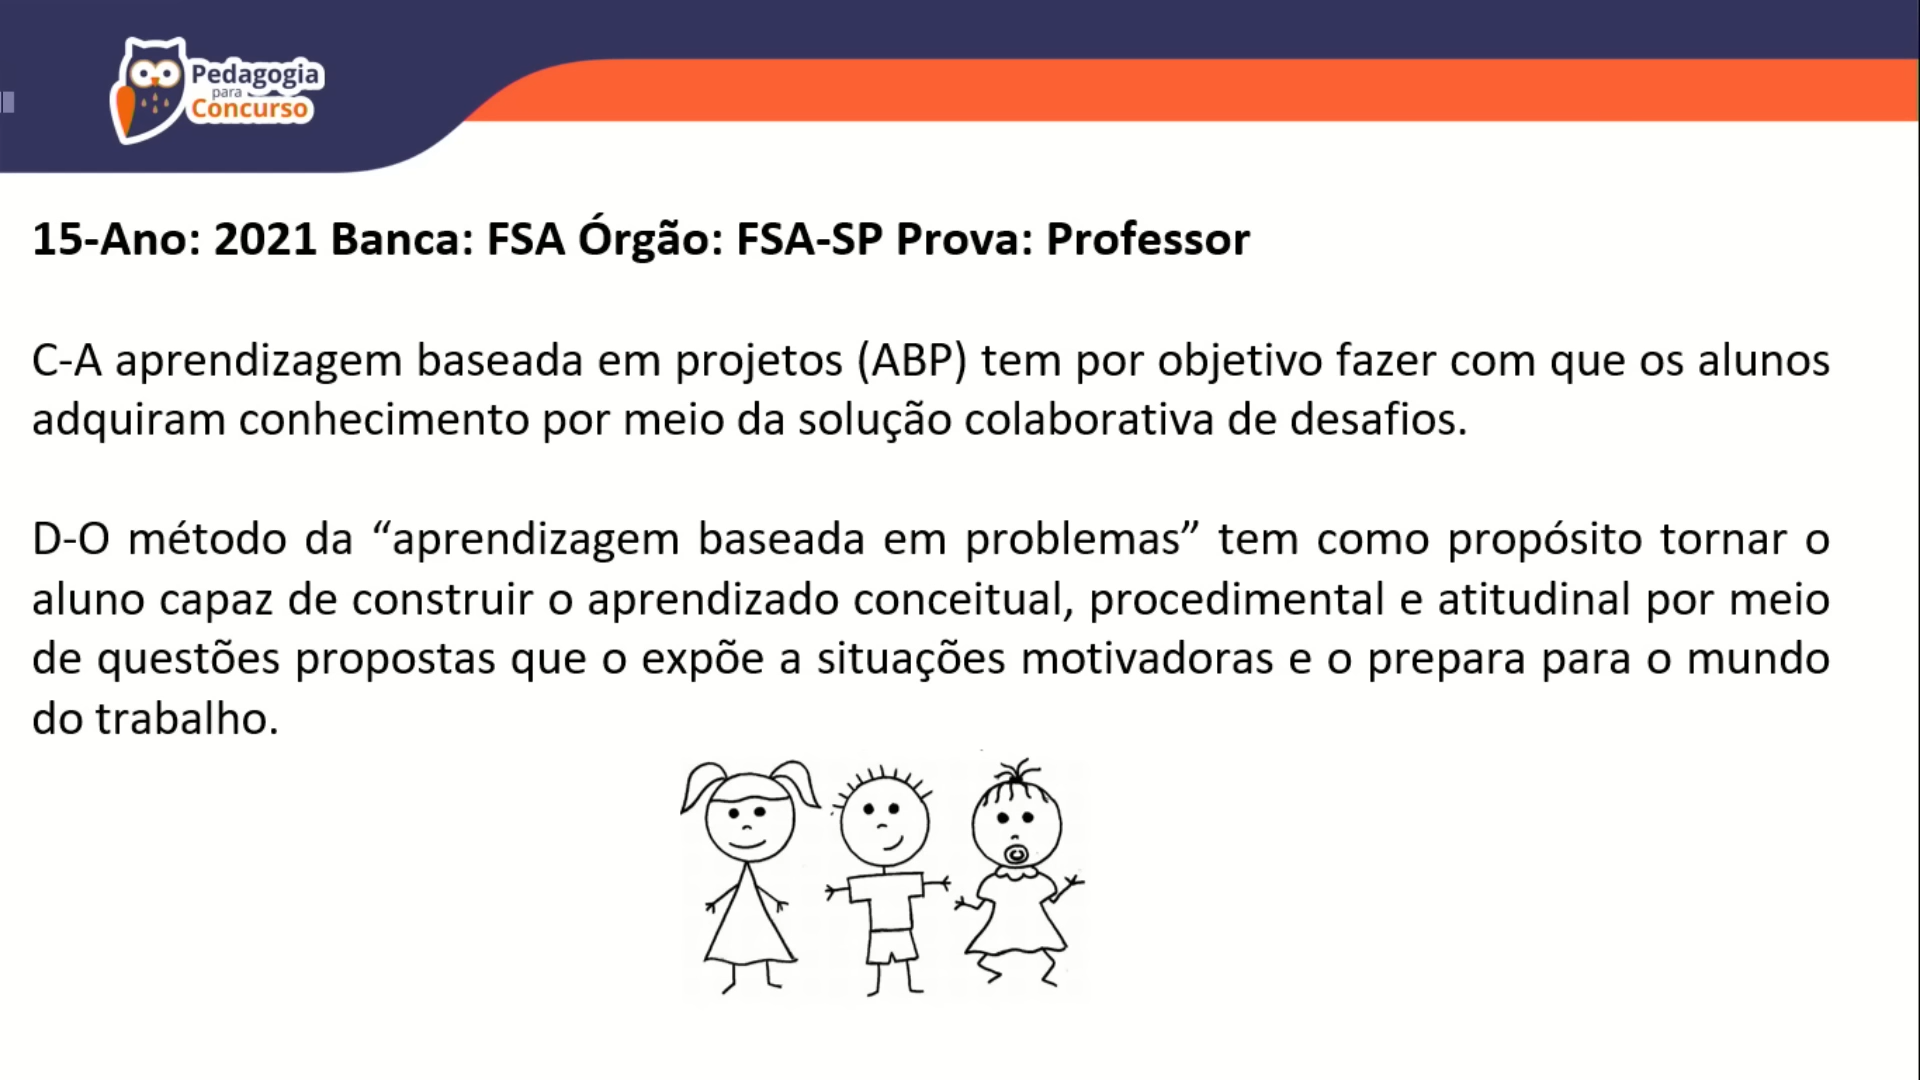 Pedagogia
para
Concurso
15-Ano: 2021 Banca: FSA Órgão: FSA-SP Prova: Professor
C-A aprendizagem baseada em projetos (ABP) tem por objetivo fazer com que os alunos
adquiram conhecimento por meio da solução colaborativa de desafios.
D-O método da “aprendizagem baseada em problemas” tem como propósito tornar o
aluno capaz de construir o aprendizado conceitual, procedimental e atitudinal por meio
de questões propostas que o expõe a situações motivadoras e o prepara para o mundo
do trabalho.